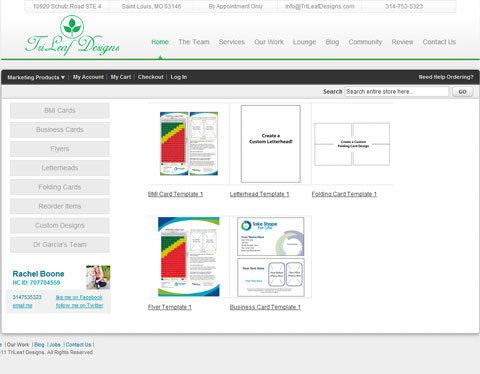 10920 Schutz Road STE 4 Saint Louis, MO 63146 By Appointment Only info@TriLeafDesigns.com 314-753-5323
TriLeaf Designs
Home The Team Services Our Work Lounge Blog Community Review Contact Us
Marketing Products ▾ | My Account | My Cart | Checkout | Log In Need Help Ordering?
Search Search entire store here... GO
BMI Cards
Business Cards
Flyers
Letterheads
Folding Cards
Reorder Items
Custom Designs
Dr Garcia's Team
Create a
Custom Letterhead!
Create a Custom
Folding Card Design
BMI Card Template 1 Letterhead Template 1 Folding Card Template 1
Take Shape
For Life
Your Text Here
Flyer Template 1 Business Card Template 1
Rachel Boone
HC ID: 707704559
3147535323 like me on Facebook
email me follow me on Twitter
| Our Work | Blog | Jobs | Contact Us |
11 TriLeaf Designs. All Rights Reserved.